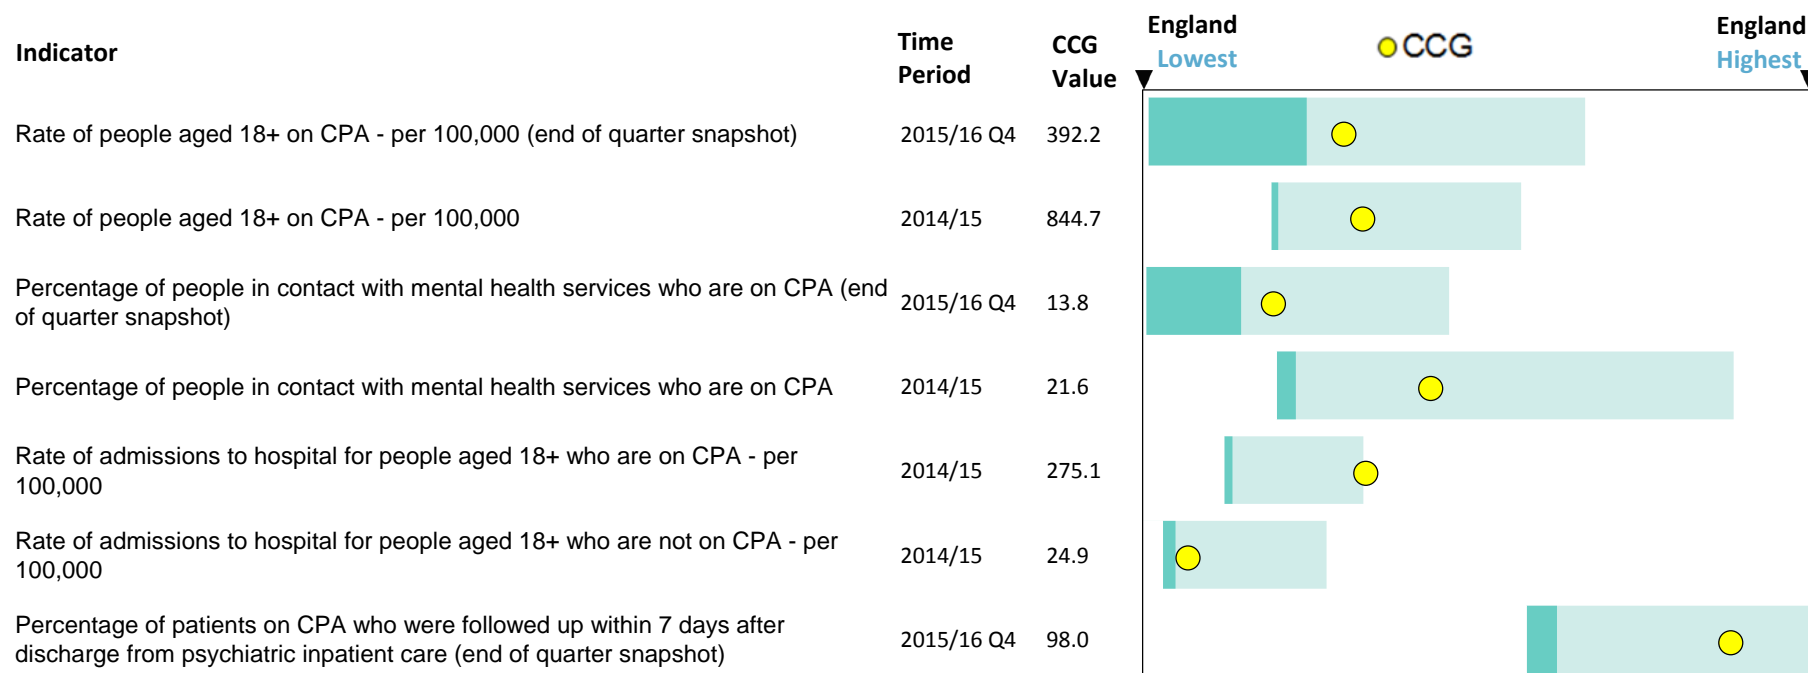 Indicator
Time Period
CCG Value
England Lowest
CCG
England Highest
Rate of people aged 18+ on CPA - per 100,000 (end of quarter snapshot) 2015/16 Q4 392.2
Rate of people aged 18+ on CPA - per 100,000 2014/15 844.7
Percentage of people in contact with mental health services who are on CPA (end
of quarter snapshot) 2015/16 Q4 13.8
Percentage of people in contact with mental health services who are on CPA 2014/15 21.6
Rate of admissions to hospital for people aged 18+ who are on CPA - per
100,000 2014/15 275.1
Rate of admissions to hospital for people aged 18+ who are not on CPA - per
100,000 2014/15 24.9
Percentage of patients on CPA who were followed up within 7 days after
discharge from psychiatric inpatient care (end of quarter snapshot) 2015/16 Q4 98.0